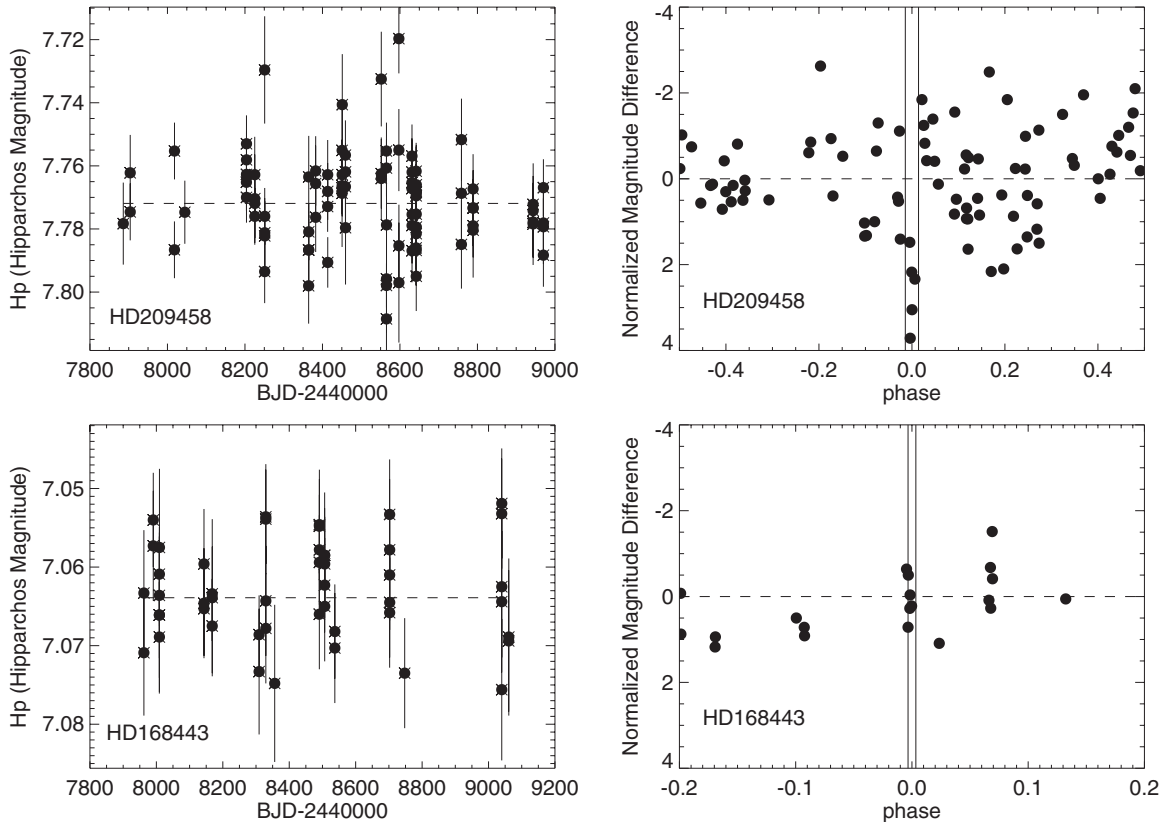 Hp (Hipparchos Magnitude)
7.72
7.74
7.76
7.78
7.80
HD209458
7800 8000 8200 8400 8600 8800 9000
BJD-2440000
Normalized Magnitude Difference
-4
-2
0
2
4
HD209458
-0.4 -0.2 0.0 0.2 0.4
phase
Hp (Hipparchos Magnitude)
7.05
7.06
7.07
7.08
HD168443
7800 8000 8200 8400 8600 8800 9000 9200
BJD-2440000
Normalized Magnitude Difference
-4
-2
0
2
4
HD168443
-0.2 -0.1 0.0 0.1 0.2
phase